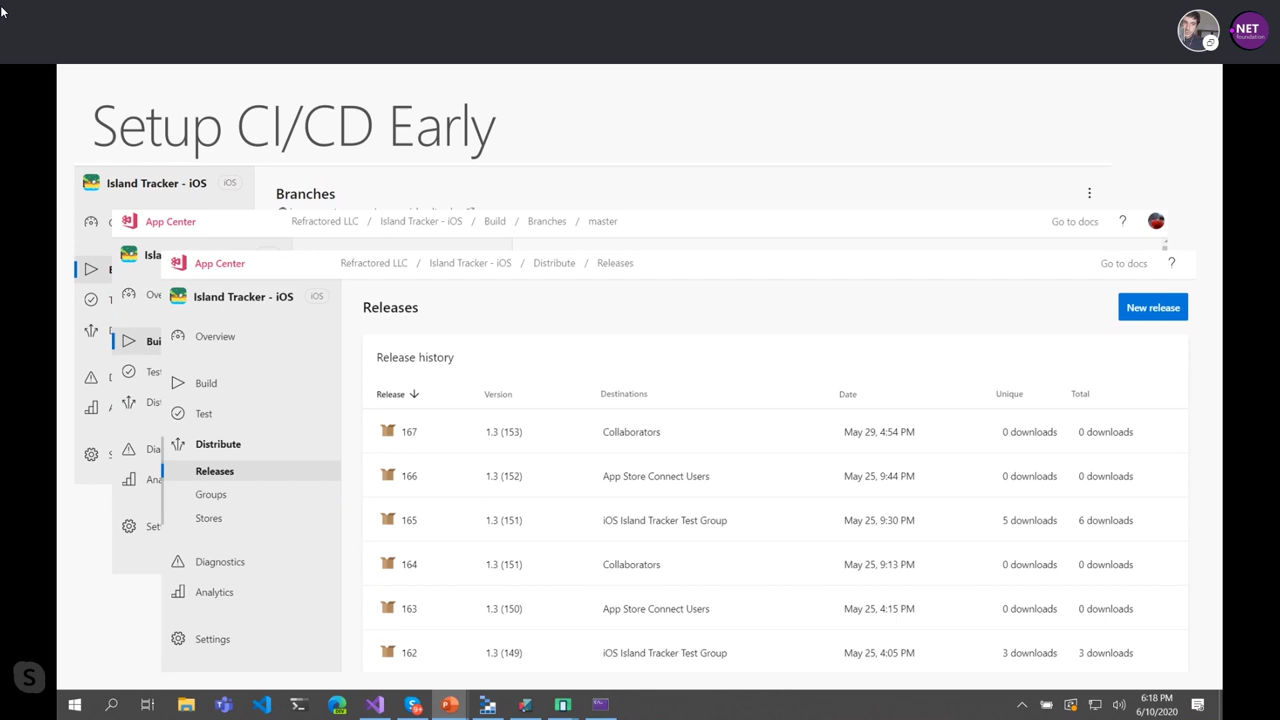 NET
foundation
Setup CI/CD Early
Island Tracker - iOS iOS
Branches
App Center Refractored LLC / Island Tracker - iOS / Build / Branches / master Go to docs ?
App Center Refractored LLC / Island Tracker - iOS / Distribute / Releases Go to docs ?
Island Tracker - iOS iOS
Releases
New release
Overview
Build
Test
Distribute
Releases
Groups
Stores
Diagnostics
Analytics
Settings
Release history
Release Version Destinations Date Unique Total
167 1.3 (153) Collaborators May 29, 4:54 PM 0 downloads 0 downloads
166 1.3 (152) App Store Connect Users May 25, 9:44 PM 0 downloads 0 downloads
165 1.3 (151) iOS Island Tracker Test Group May 25, 9:30 PM 5 downloads 6 downloads
164 1.3 (151) Collaborators May 25, 9:13 PM 0 downloads 0 downloads
163 1.3 (150) App Store Connect Users May 25, 4:15 PM 0 downloads 0 downloads
162 1.3 (149) iOS Island Tracker Test Group May 25, 4:05 PM 3 downloads 3 downloads
S
6:18 PM
6/10/2020